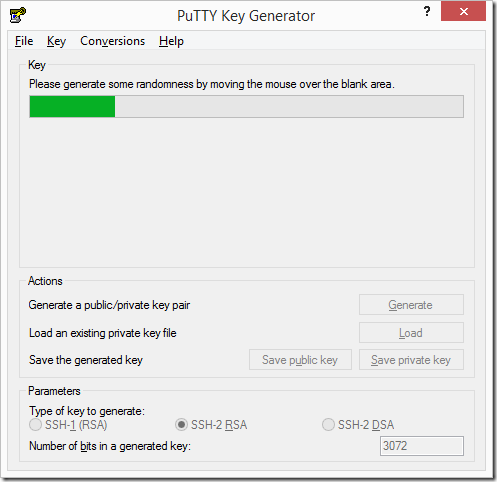 PuTTY Key Generator
? ×
File Key Conversions Help
Key
Please generate some randomness by moving the mouse over the blank area.
Actions
Generate a public/private key pair Generate
Load an existing private key file Load
Save the generated key Save public key Save private key
Parameters
Type of key to generate:
SSH-1 (RSA) SSH-2 RSA SSH-2 DSA
Number of bits in a generated key: 3072